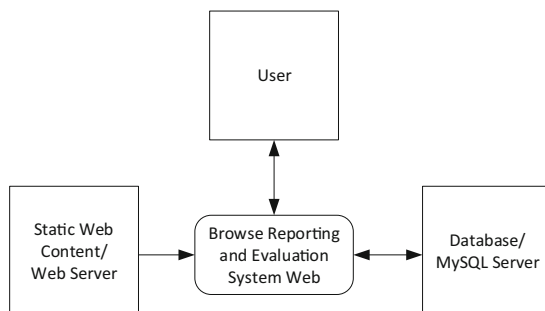 User
Static Web
Content/
Web Server
Browse Reporting
and Evaluation
System Web
Database/
MySQL Server